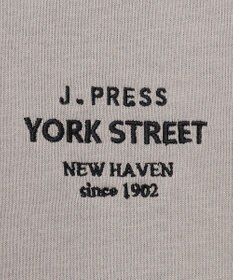 J. PRESS
YORK STREET
NEW HAVEN
since 1902